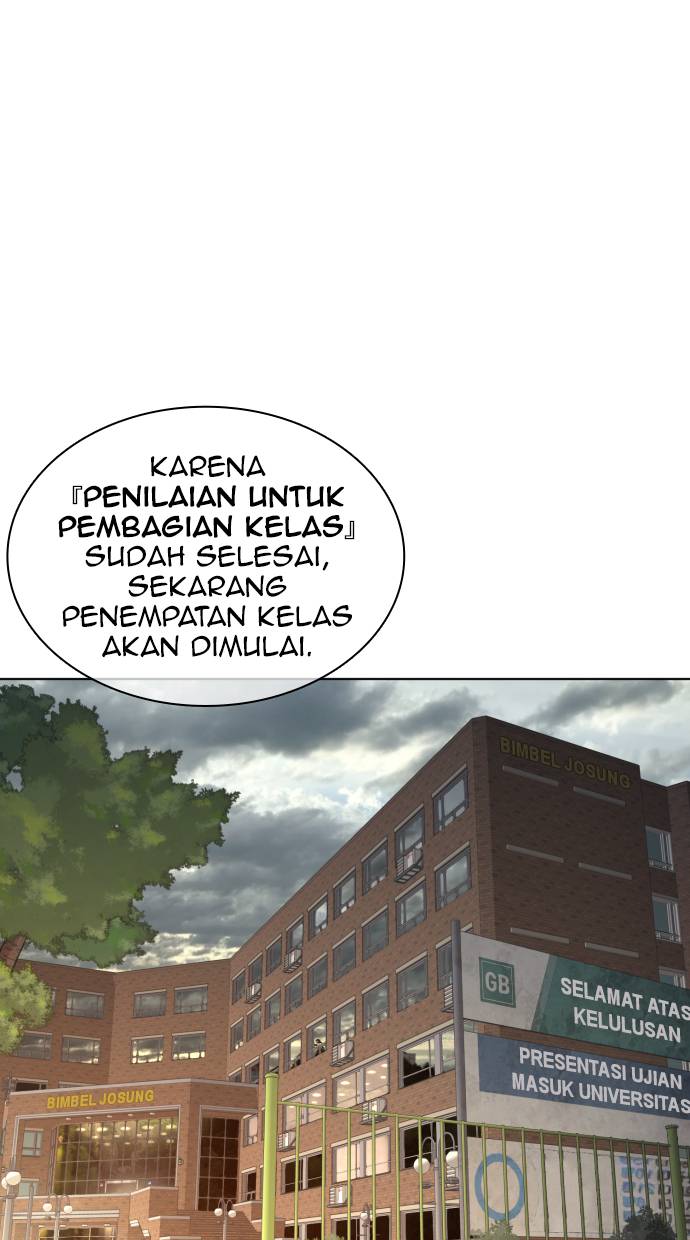 KARENA
『PENILAIAN UNTUK
PEMBAGIAN KELAS』
SUDAH SELESAI,
SEKARANG
PENEMPATAN KELAS
AKAN DIMULAI.
BIMBEL JOSUNG
GB
SELAMAT ATAS
KELULUSAN
PRESENTASI UJIAN
MASUK UNIVERSITAS
BIMBEL JOSUNG